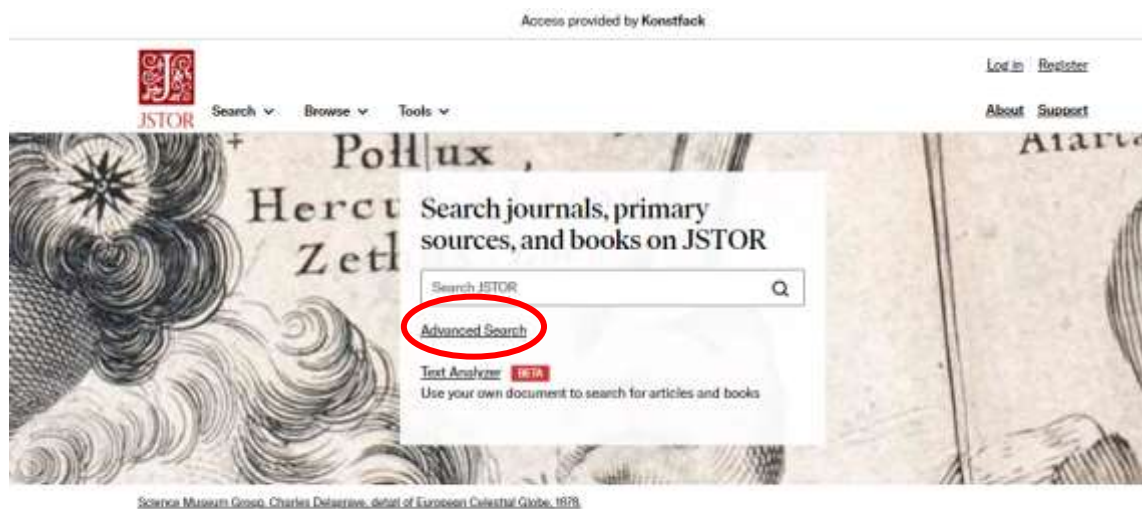 Access provided by Konstfack
Log in Register
JSTOR
Search Browse Tools
About Support
Pollux ,
Hercu
Zeth
Search journals, primary
sources, and books on JSTOR
Search JSTOR
Advanced Search
Text Analyzer BETA
Use your own document to search for articles and books
Science Museum Group, Charles Delagrave, detail of European Celestial Globe, 1878.